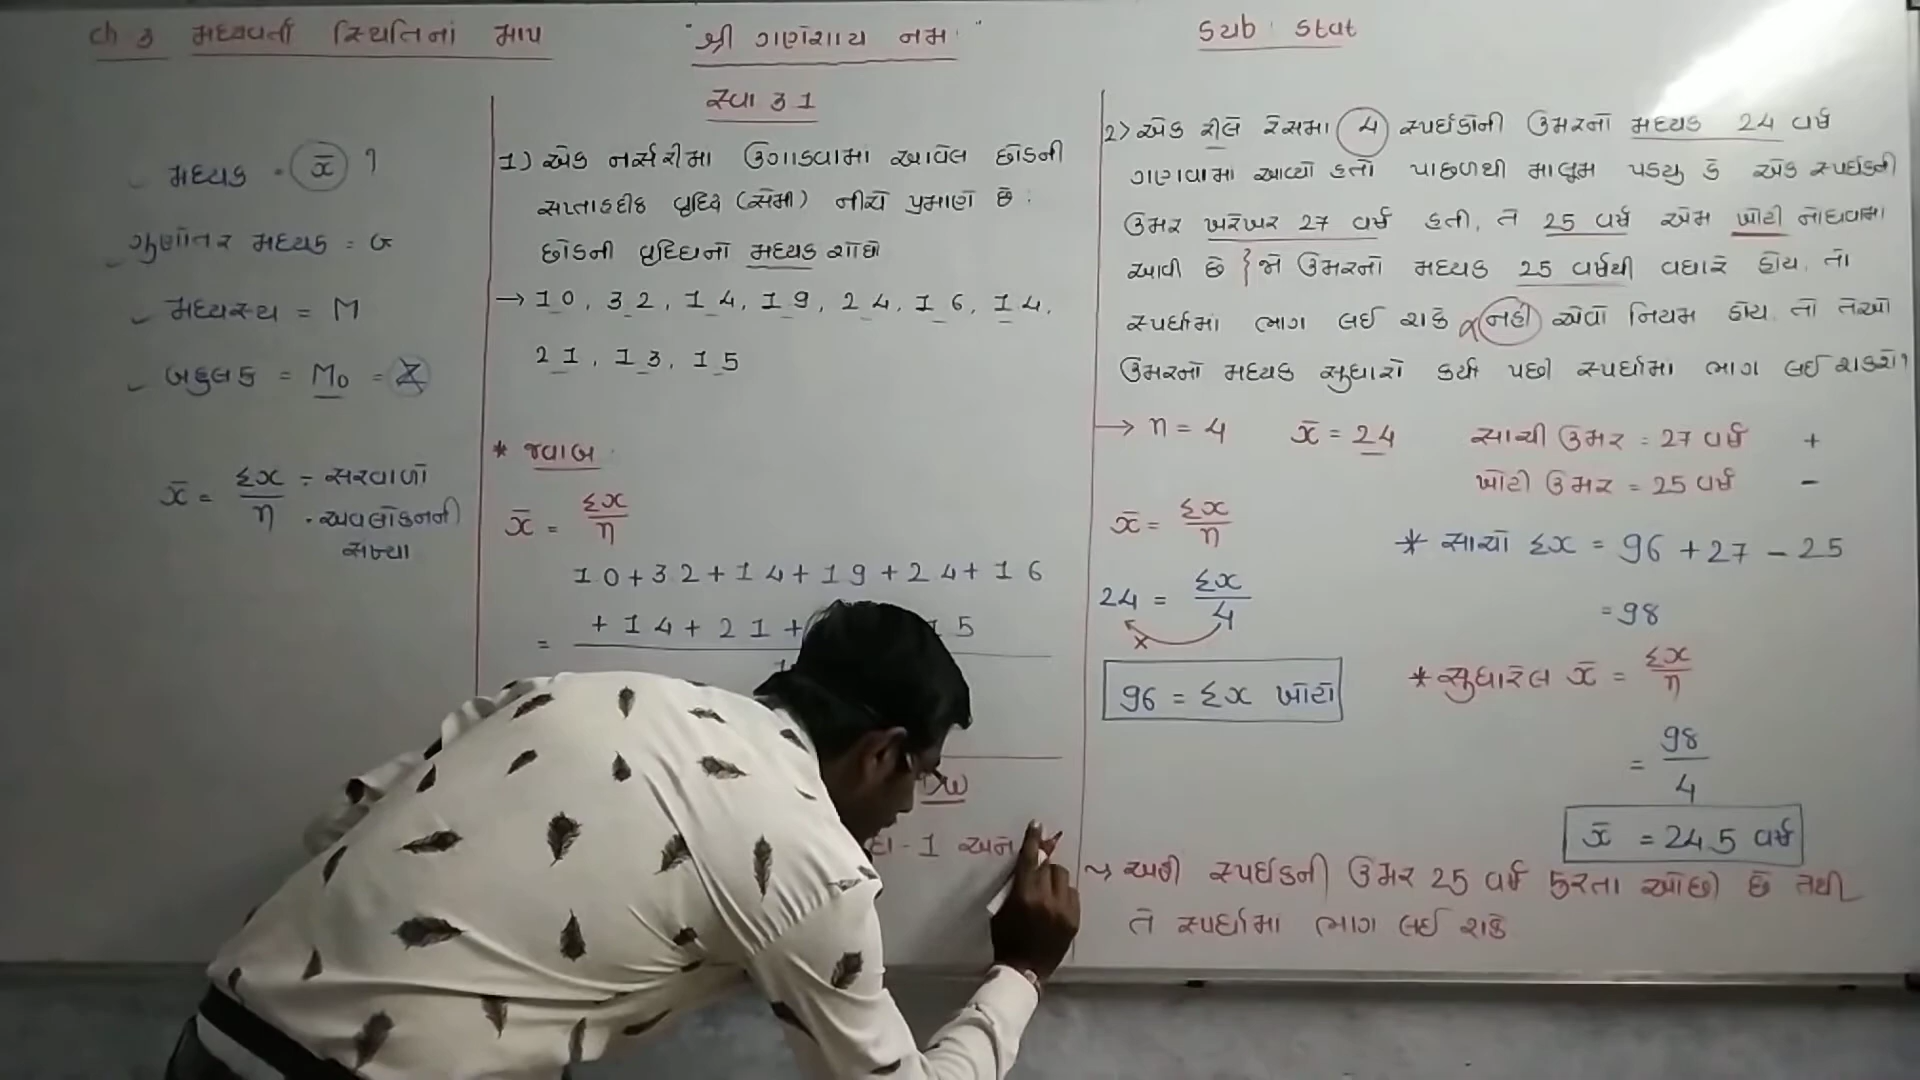 ch 3 મધ્યવર્તી સ્થિતિનાં માપ
" શ્રી ગણેશાય નમઃ "
Sub : Stat
સ્વા 3 1
મધ્યક = x̄ ?
ગુણોત્તર મધ્યક = G
મધ્યસ્થ = M
બહુલક = M₀ = Z
x̄ = Σx / n ÷ સરવાળો
- અવલોકનની
સંખ્યા
1) એક નર્સરીમા ઉગાડવામા આવેલ છોડની
સપ્તાહદીઠ વૃદ્ધિ (સેમી) નીચે પ્રમાણે છે :
છોડની વૃદ્ધિનો મધ્યક શોધો
→ 10, 32, 14, 19, 24, 16, 14,
21, 13, 15
* જવાબ :
x̄ = Σx / n
10+32+14+19+24+16
= + 14+ 21+ 5
ઘ-1 અને
2) એક રીલે રેસમા 4 સ્પર્ધકોની ઉંમરનો મધ્યક 24 વર્ષ
ગણવામા આવ્યો હતો પાછળથી માલુમ પડ્યુ કે એક સ્પર્ધકની
ઉમર ખરેખર 27 વર્ષ હતી, તે 25 વર્ષ એમ ખોટી નોધવામા
આવી છે } જો ઉંમરનો મધ્યક 25 વર્ષથી વધારે હોય, તો
સ્પર્ધામાં ભાગ લઈ શકે નહી એવો નિયમ હોય તો તેઓ
ઉંમરનો મધ્યક સુધારો કર્યા પછી સ્પર્ધામા ભાગ લઈ શકશે?
→ n = 4 x̄ = 24 સાચી ઉંમર = 27 વર્ષ +
ખોટી ઉંમર = 25 વર્ષ -
x̄ = Σx / n
* સાચો Σx = 96 + 27 - 25
24 = Σx / 4
= 98
96 = Σx ખોટો
* સુધારેલ x̄ = Σx / n
= 98 / 4
x̄ = 24.5 વર્ષ
~> અહી સ્પર્ધકની ઉંમર 25 વર્ષ કરતા ઓછી છે તેથી
તે સ્પર્ધામા ભાગ લઈ શકે